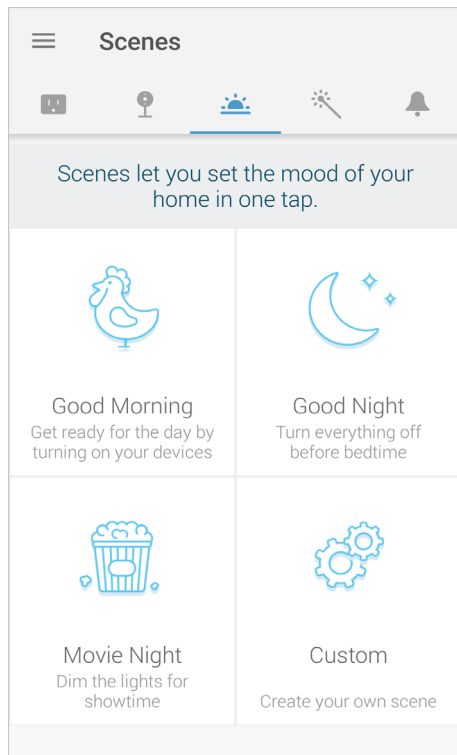 Scenes
Scenes let you set the mood of your
home in one tap.
Good Morning
Get ready for the day by
turning on your devices
Good Night
Turn everything off
before bedtime
Movie Night
Dim the lights for
showtime
Custom
Create your own scene